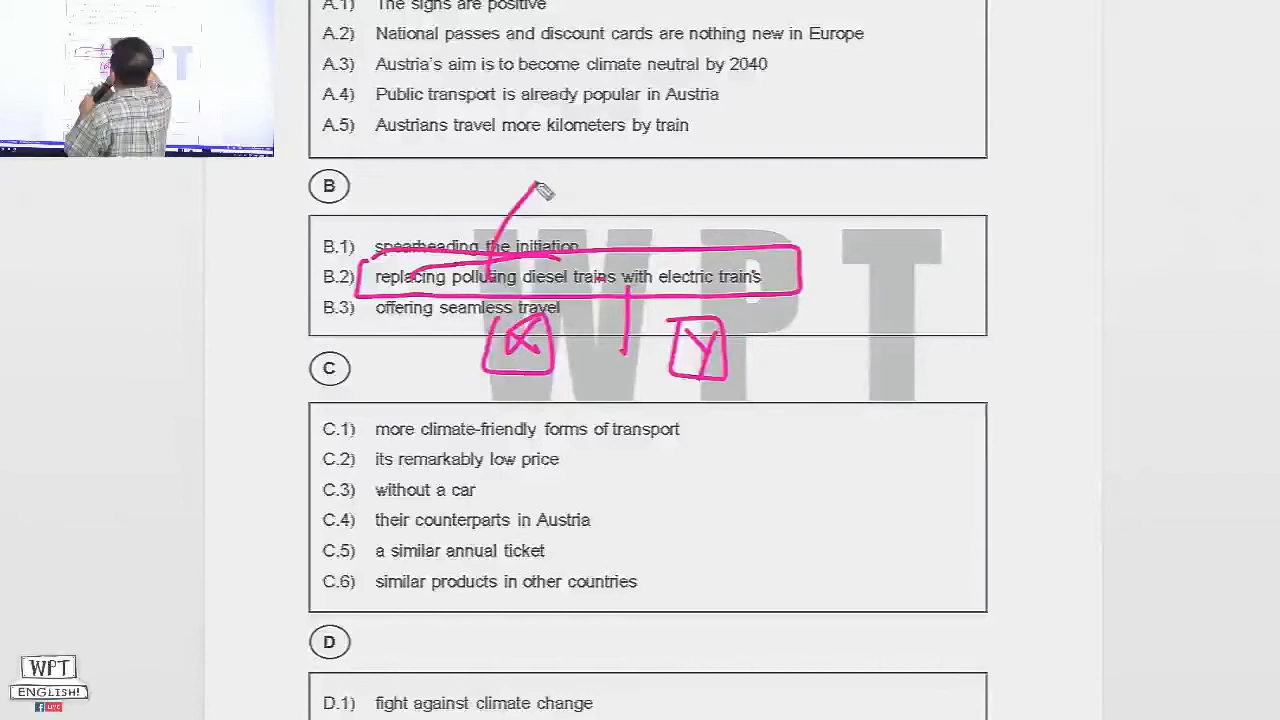 A.1) The signs are positive
A.2) National passes and discount cards are nothing new in Europe
A.3) Austria's aim is to become climate neutral by 2040
A.4) Public transport is already popular in Austria
A.5) Austrians travel more kilometers by train
B
B.1) spearheading the initiation
B.2) replacing polluting diesel trains with electric trains
B.3) offering seamless travel
X Y
WPT
C
C.1) more climate-friendly forms of transport
C.2) its remarkably low price
C.3) without a car
C.4) their counterparts in Austria
C.5) a similar annual ticket
C.6) similar products in other countries
D
D.1) fight against climate change
WPT
ENGLISH!
LIVE